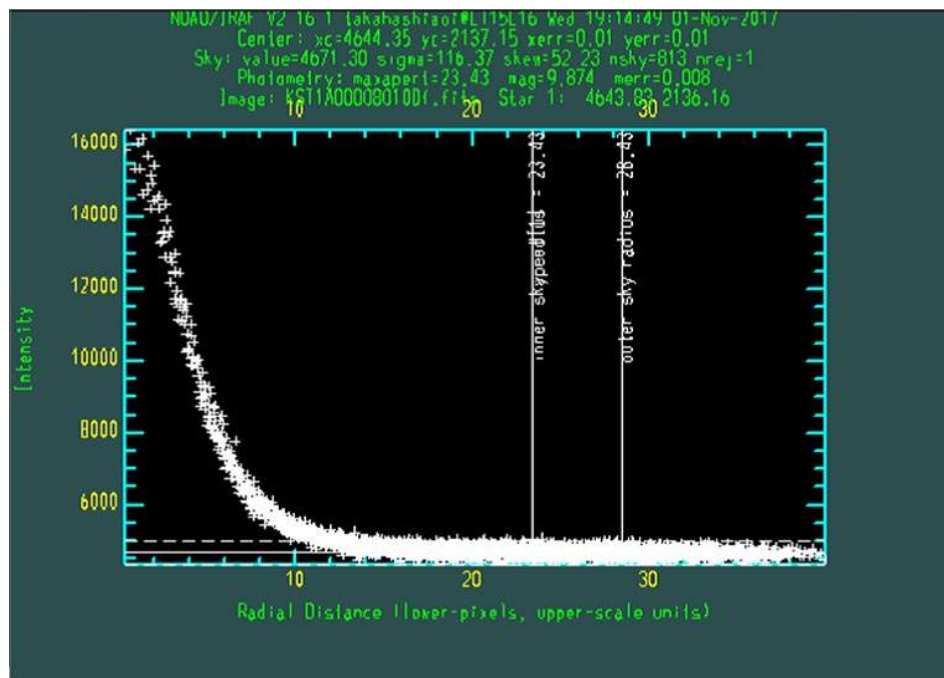 NOAO/IRAF V2 16 1 takahashiaoi@LT15L16 Wed 19:14:49 01-Nov-2017
Center: xc=4644.35 yc=2137.15 xerr=0.01 yerr=0.01
Sky: value=4671.30 sigma=116.37 skew=52 23 nsky=813 nrej=1
Photometry: maxapert=23.43 mag=9.874 merr=0.008
Image: Star 1: 4643.83 2136.16
10 20 30
16000
14000
12000
10000
8000
6000
Intensity
inner sky = 23.43
outer sky radius = 28.43
10 20 30
Radial Distance (lower-pixels, upper-scale units)